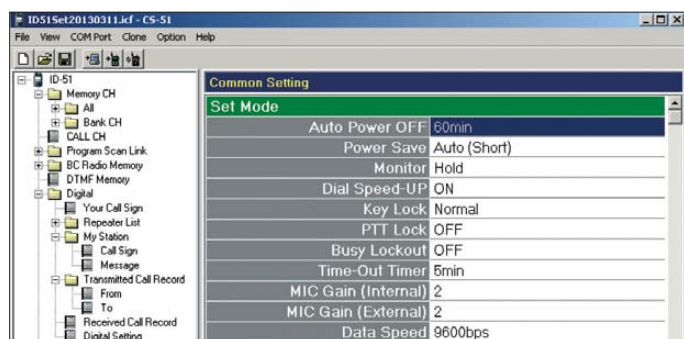 ID51Set20130311.icf - CS-51
File View COM Port Clone Option Help
ID-51
Memory CH
All
Bank CH
CALL CH
Program Scan Link
BC Radio Memory
DTMF Memory
Digital
Your Call Sign
Repeater List
My Station
Call Sign
Message
Transmitted Call Record
From
To
Received Call Record
Digital Setting
Common Setting
Set Mode
Auto Power OFF 60min
Power Save Auto (Short)
Monitor Hold
Dial Speed-UP ON
Key Lock Normal
PTT Lock OFF
Busy Lockout OFF
Time-Out Timer 5min
MIC Gain (Internal) 2
MIC Gain (External) 2
Data Speed 9600bps